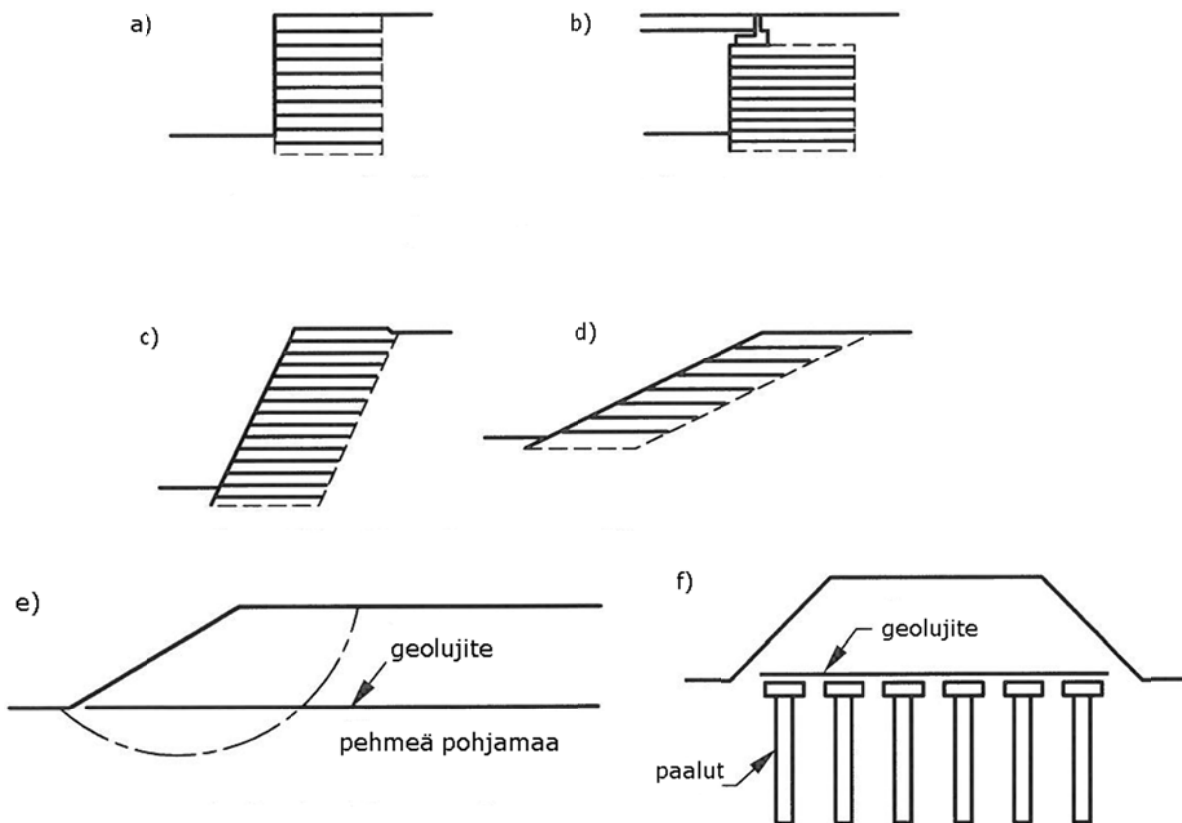 a)
b)
c)
d)
e)
geolujite
pehmeä pohjamaa
f)
geolujite
paalut